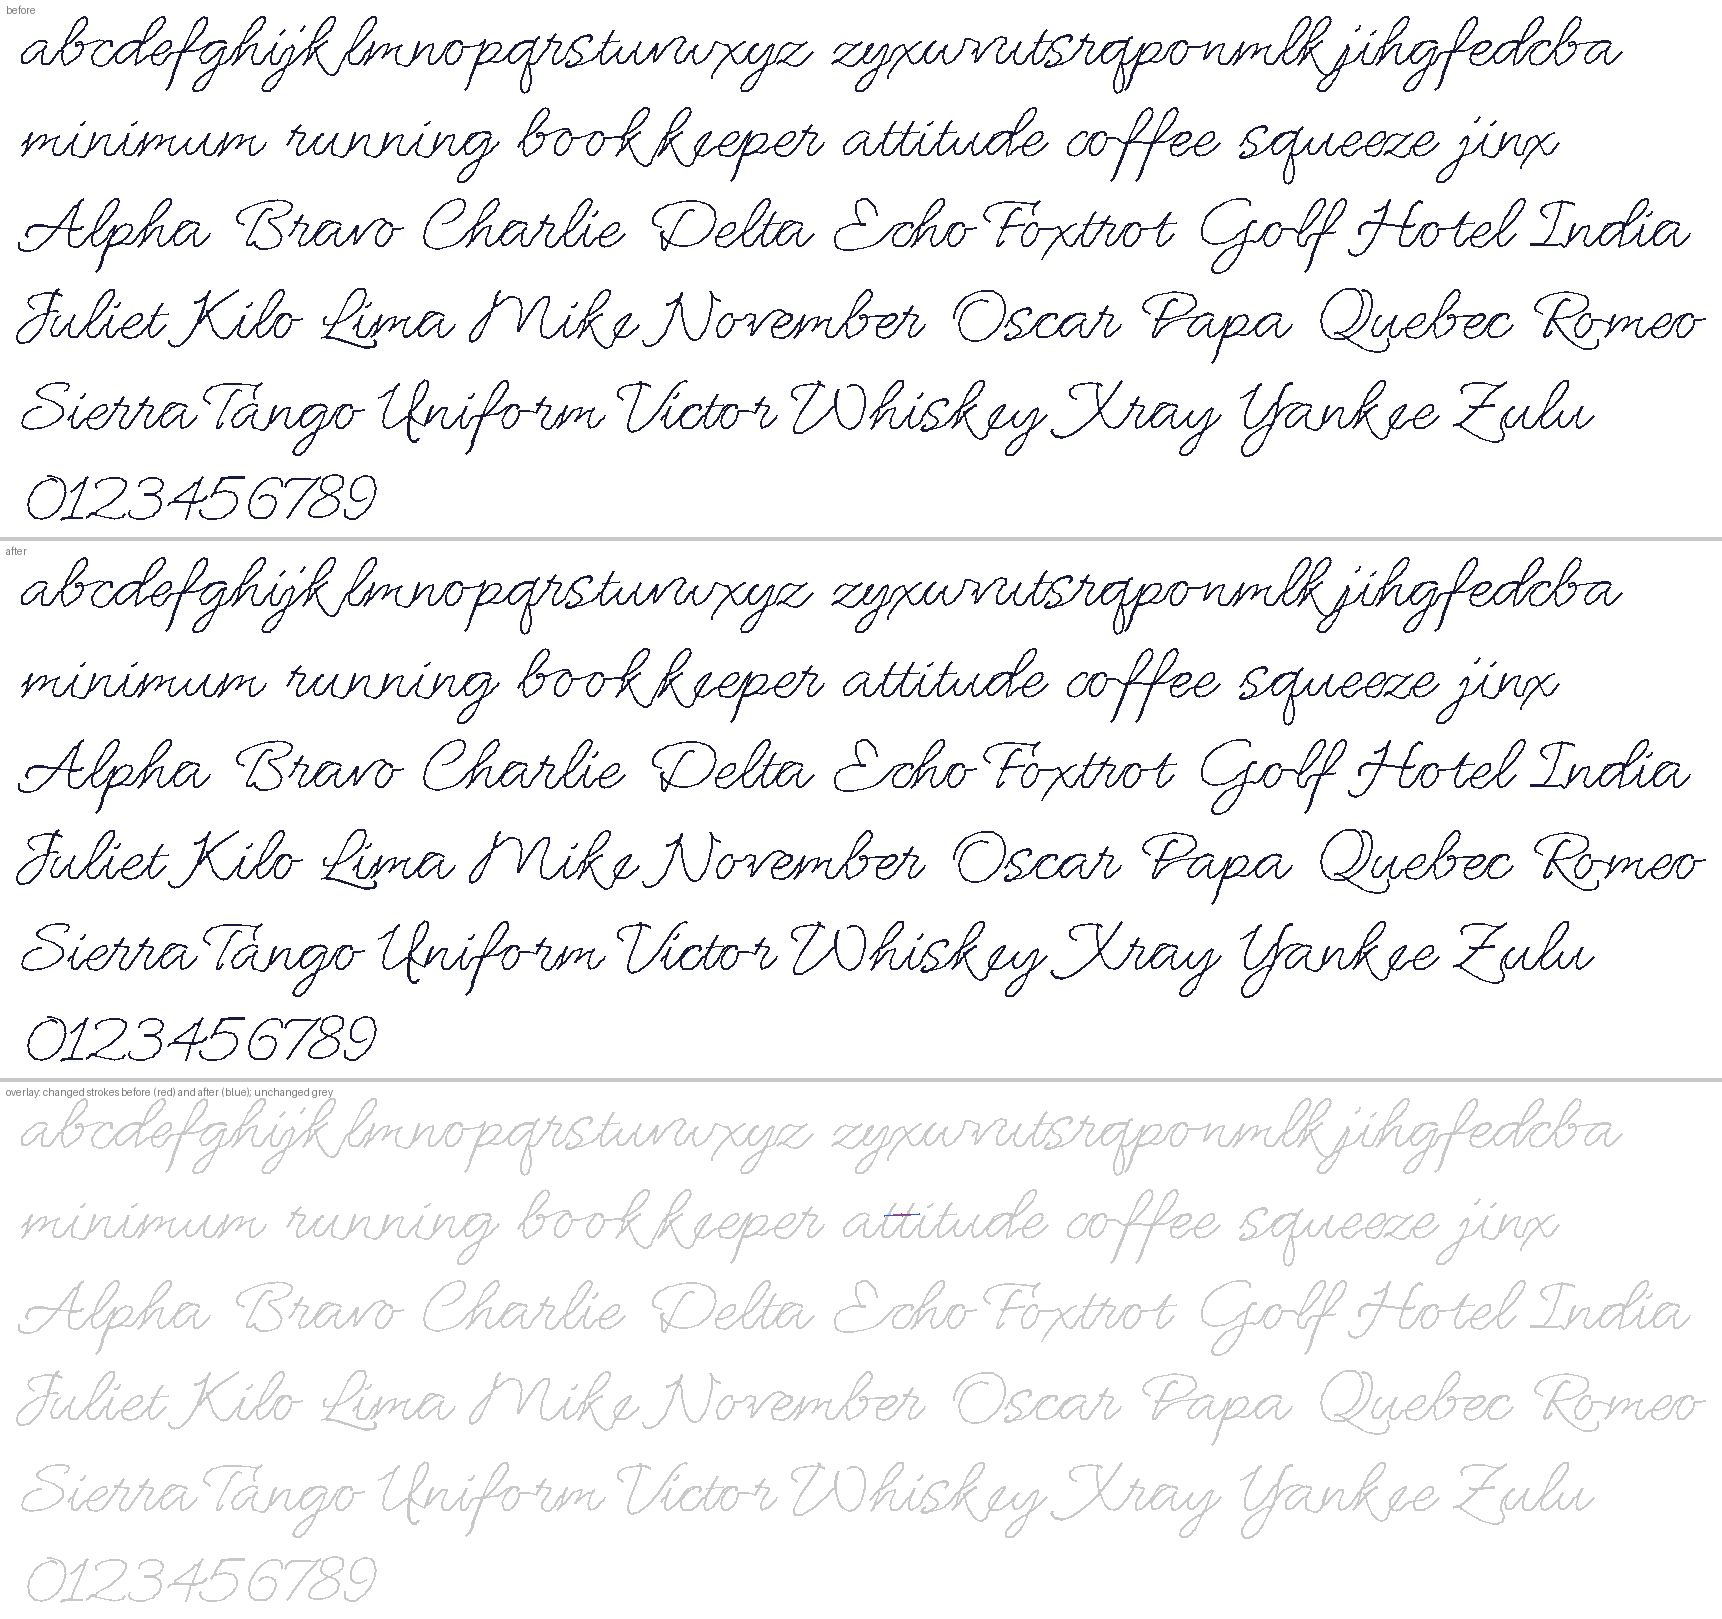 before
abcdefghijklmnopqrstuvwxyz zyxwvutsrqponmlkjihgfedcba
minimum running bookkeeper attitude coffee squeeze jinx
Alpha Bravo Charlie Delta Echo Foxtrot Golf Hotel India
Juliet Kilo Lima Mike November Oscar Papa Quebec Romeo
Sierra Tango Uniform Victor Whiskey Xray Yankee Zulu
0123456789
after
abcdefghijklmnopqrstuvwxyz zyxwvutsrqponmlkjihgfedcba
minimum running bookkeeper attitude coffee squeeze jinx
Alpha Bravo Charlie Delta Echo Foxtrot Golf Hotel India
Juliet Kilo Lima Mike November Oscar Papa Quebec Romeo
Sierra Tango Uniform Victor Whiskey Xray Yankee Zulu
0123456789
overlay: changed strokes before (red) and after (blue); unchanged grey
abcdefghijklmnopqrstuvwxyz zyxwvutsrqponmlkjihgfedcba
minimum running bookkeeper attitude coffee squeeze jinx
Alpha Bravo Charlie Delta Echo Foxtrot Golf Hotel India
Juliet Kilo Lima Mike November Oscar Papa Quebec Romeo
Sierra Tango Uniform Victor Whiskey Xray Yankee Zulu
0123456789